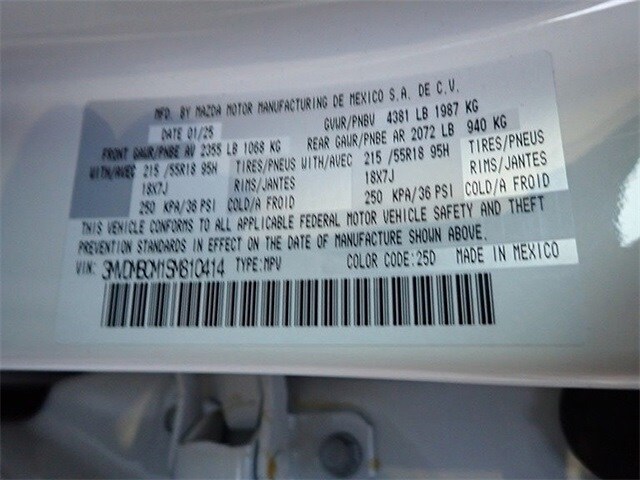 MFD. BY MAZDA MOTOR MANUFACTURING DE MEXICO S.A. DE C.V.
DATE 01/25 GVWR/PNBV 4381 LB 1987 KG
FRONT GAWR/PNBE AV 2355 LB 1068 KG REAR GAWR/PNBE AR 2072 LB 940 KG
WITH/AVEC 215 /55R18 95H TIRES/PNEUS WITH/AVEC 215 /55R18 95H TIRES/PNEUS
18X7J RIMS/JANTES 18X7J RIMS/JANTES
250 KPA/36 PSI COLD/A FROID 250 KPA/36 PSI COLD/A FROID
THIS VEHICLE CONFORMS TO ALL APPLICABLE FEDERAL MOTOR VEHICLE SAFETY AND THEFT
PREVENTION STANDARDS IN EFFECT ON THE DATE OF MANUFACTURE SHOWN ABOVE.
VIN: TYPE:MPV COLOR CODE:25D MADE IN MEXICO